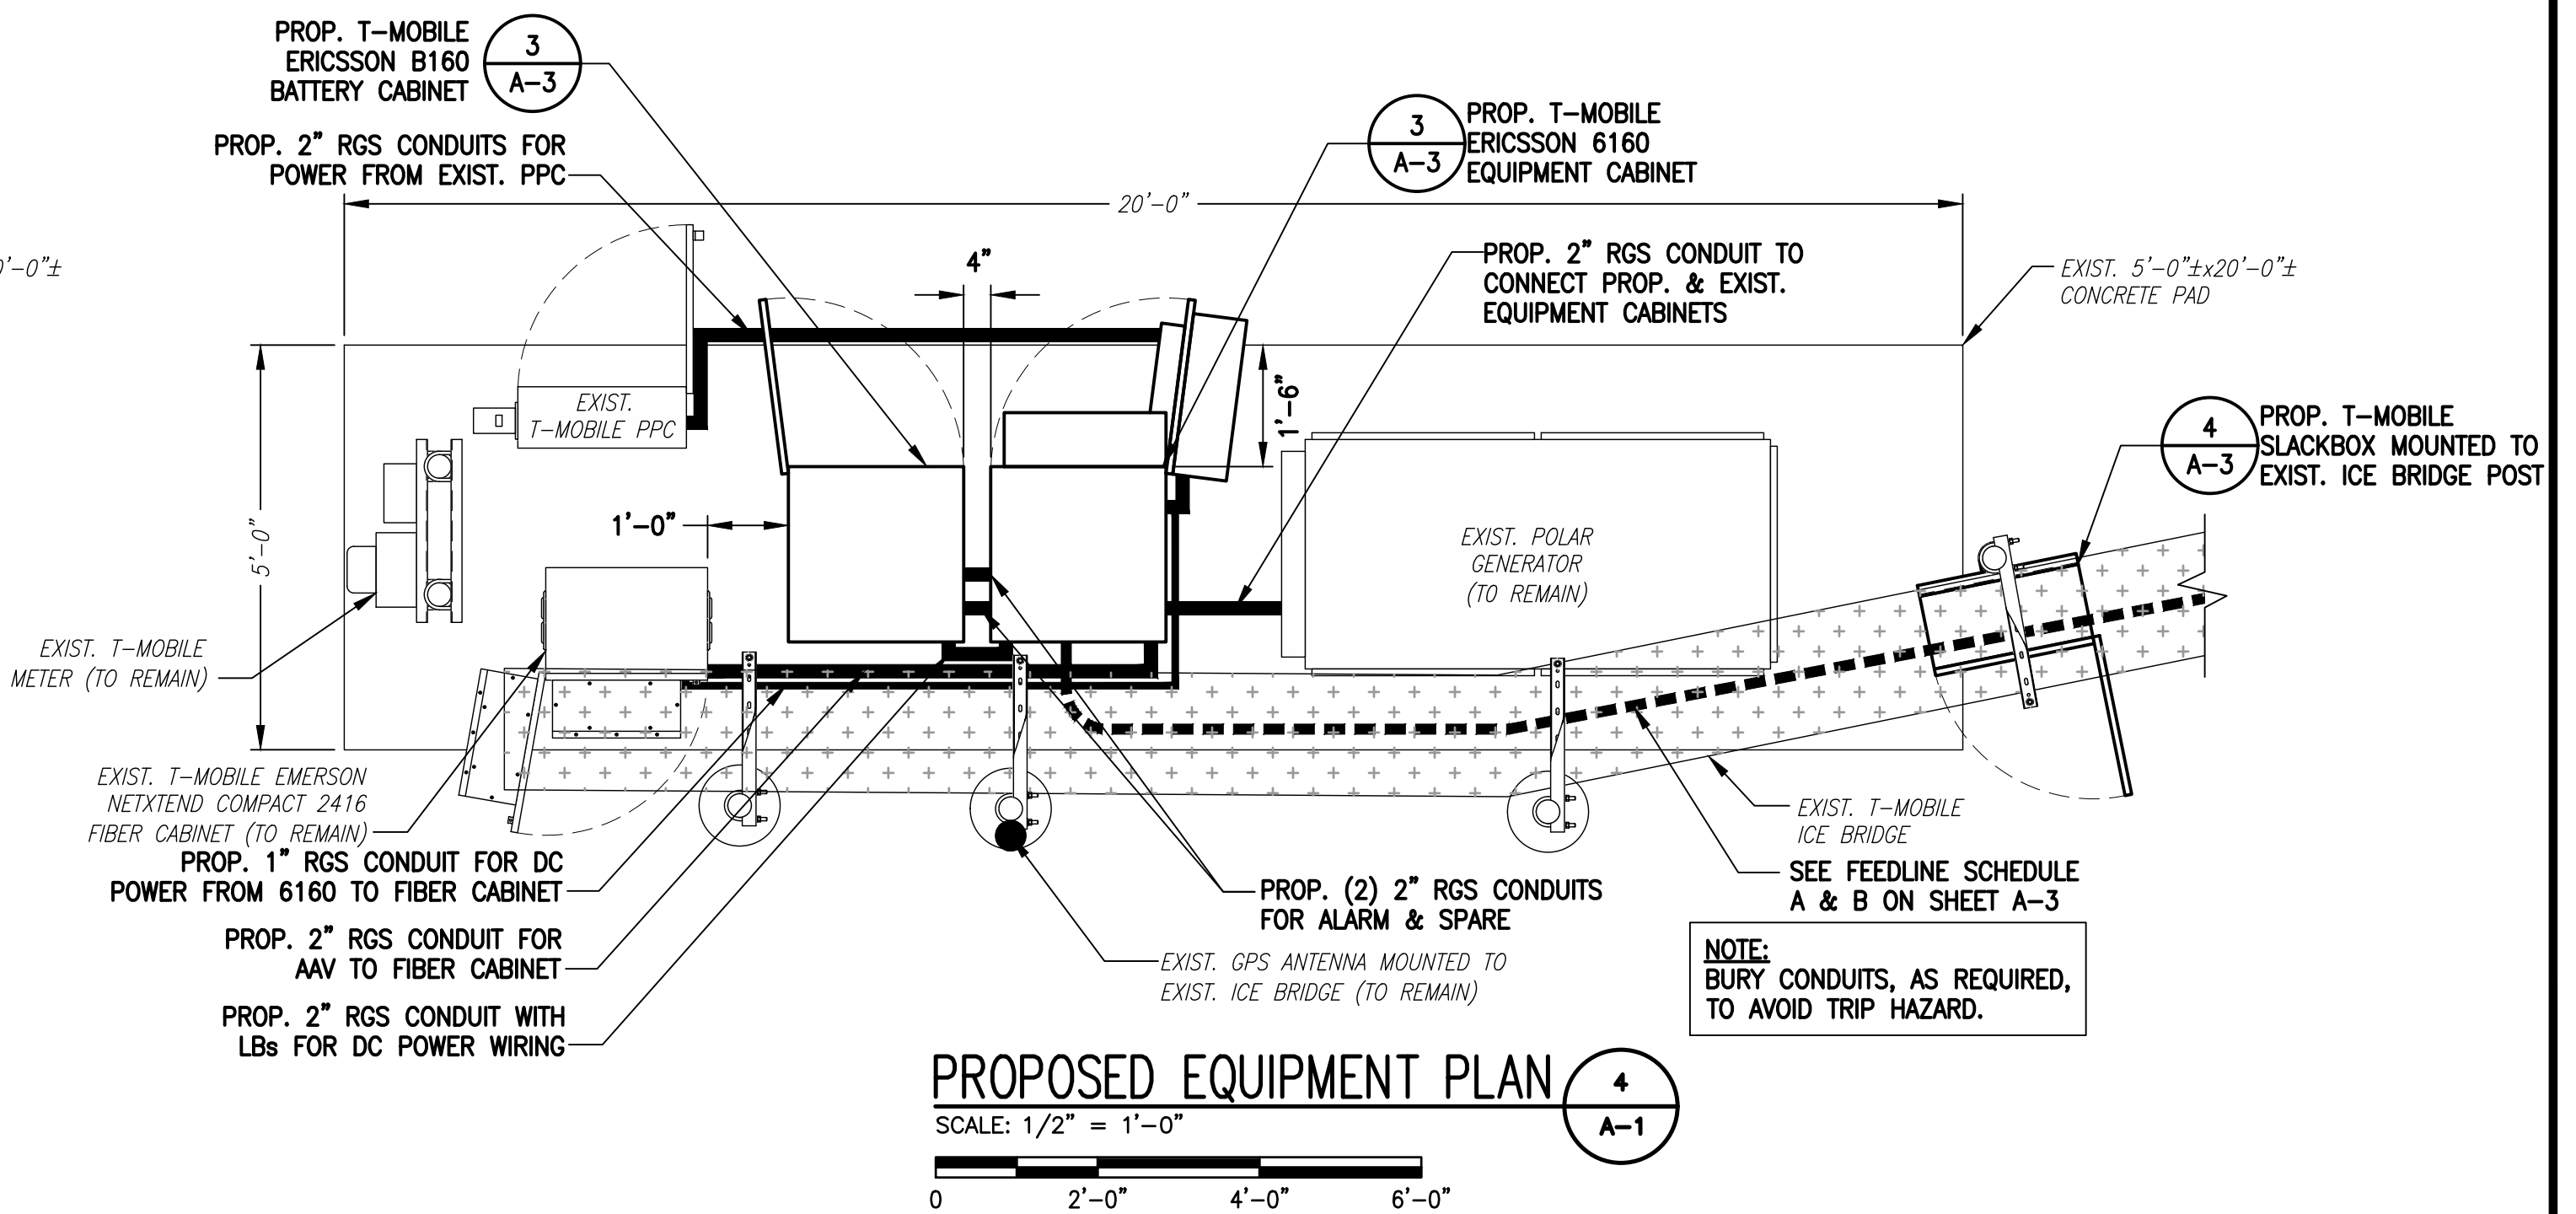 PROP. T-MOBILE
ERICSSON B160
BATTERY CABINET
3
A-3
PROP. 2" RGS CONDUITS FOR
POWER FROM EXIST. PPC
3
A-3
PROP. T-MOBILE
ERICSSON 6160
EQUIPMENT CABINET
20'-0"
0'-0"±
4"
PROP. 2" RGS CONDUIT TO
CONNECT PROP. & EXIST.
EQUIPMENT CABINETS
EXIST. 5'-0"±x20'-0"±
CONCRETE PAD
EXIST.
T-MOBILE PPC
1'-6"
4
A-3
PROP. T-MOBILE
SLACKBOX MOUNTED TO
EXIST. ICE BRIDGE POST
5'-0"
1'-0"
EXIST. POLAR
GENERATOR
(TO REMAIN)
EXIST. T-MOBILE
METER (TO REMAIN)
EXIST. T-MOBILE EMERSON
NETXTEND COMPACT 2416
FIBER CABINET (TO REMAIN)
EXIST. T-MOBILE
ICE BRIDGE
PROP. 1" RGS CONDUIT FOR DC
POWER FROM 6160 TO FIBER CABINET
PROP. (2) 2" RGS CONDUITS
FOR ALARM & SPARE
SEE FEEDLINE SCHEDULE
A & B ON SHEET A-3
PROP. 2" RGS CONDUIT FOR
AAV TO FIBER CABINET
EXIST. GPS ANTENNA MOUNTED TO
EXIST. ICE BRIDGE (TO REMAIN)
NOTE:
BURY CONDUITS, AS REQUIRED,
TO AVOID TRIP HAZARD.
PROP. 2" RGS CONDUIT WITH
LBs FOR DC POWER WIRING
PROPOSED EQUIPMENT PLAN
4
A-1
SCALE: 1/2" = 1'-0"
0 2'-0" 4'-0" 6'-0"